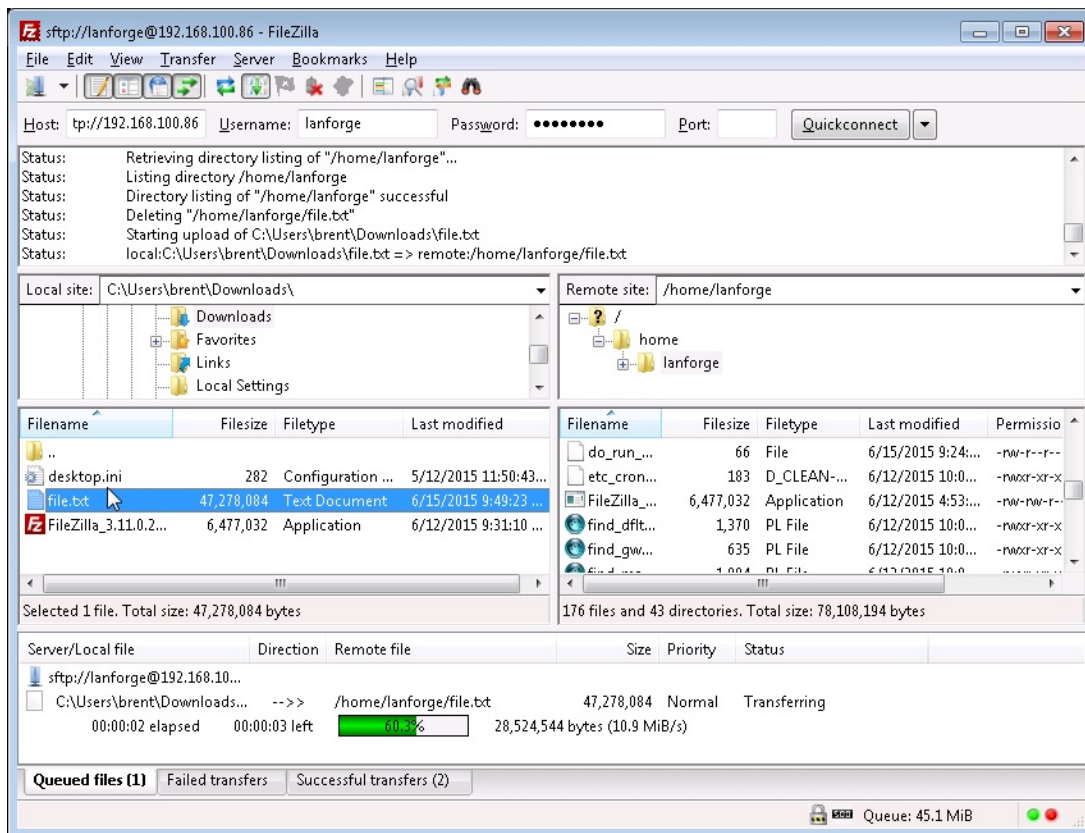 sftp://lanforge@192.168.100.86 - FileZilla
File Edit View Transfer Server Bookmarks Help
Host: tp://192.168.100.86 Username: lanforge Password: ●●●●●●●● Port: Quickconnect
Status: Retrieving directory listing of "/home/lanforge"...
Status: Listing directory /home/lanforge
Status: Directory listing of "/home/lanforge" successful
Status: Deleting "/home/lanforge/file.txt"
Status: Starting upload of C:\Users\brent\Downloads\file.txt
Status: local:C:\Users\brent\Downloads\file.txt => remote:/home/lanforge/file.txt
Local site: C:\Users\brent\Downloads\
Downloads
Favorites
Links
Local Settings
Remote site: /home/lanforge
/
home
lanforge
Filename Filesize Filetype Last modified
..
desktop.ini 282 Configuration ... 5/12/2015 11:50:43...
file.txt 47,278,084 Text Document 6/15/2015 9:49:23 ...
FileZilla_3.11.0.2... 6,477,032 Application 6/12/2015 9:31:10 ...
Selected 1 file. Total size: 47,278,084 bytes
Filename Filesize Filetype Last modified Permissio
do_run_... 66 File 6/15/2015 9:24:... -rw-r--r--
etc_cron... 183 D_CLEAN-... 6/12/2015 10:0... -rwxr-xr-x
FileZilla_... 6,477,032 Application 6/12/2015 4:53:... -rw-rw-r--
find_dflt... 1,370 PL File 6/12/2015 10:0... -rwxr-xr-x
find_gw... 635 PL File 6/12/2015 10:0... -rwxr-xr-x
176 files and 43 directories. Total size: 78,108,194 bytes
Server/Local file Direction Remote file Size Priority Status
sftp://lanforge@192.168.10...
C:\Users\brent\Downloads... -->> /home/lanforge/file.txt 47,278,084 Normal Transferring
00:00:02 elapsed 00:00:03 left 60.3% 28,524,544 bytes (10.9 MiB/s)
Queued files (1) Failed transfers Successful transfers (2)
Queue: 45.1 MiB